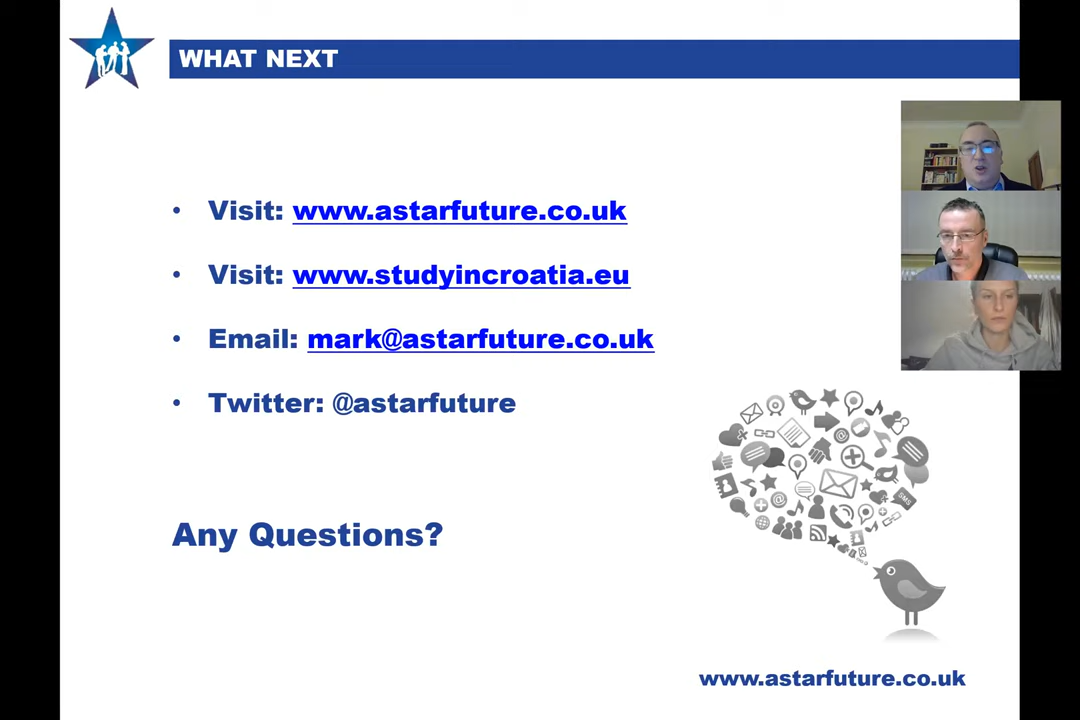 WHAT NEXT
• Visit: www.astarfuture.co.uk
• Visit: www.studyincroatia.eu
• Email: mark@astarfuture.co.uk
• Twitter: @astarfuture
SMS
Any Questions?
www.astarfuture.co.uk